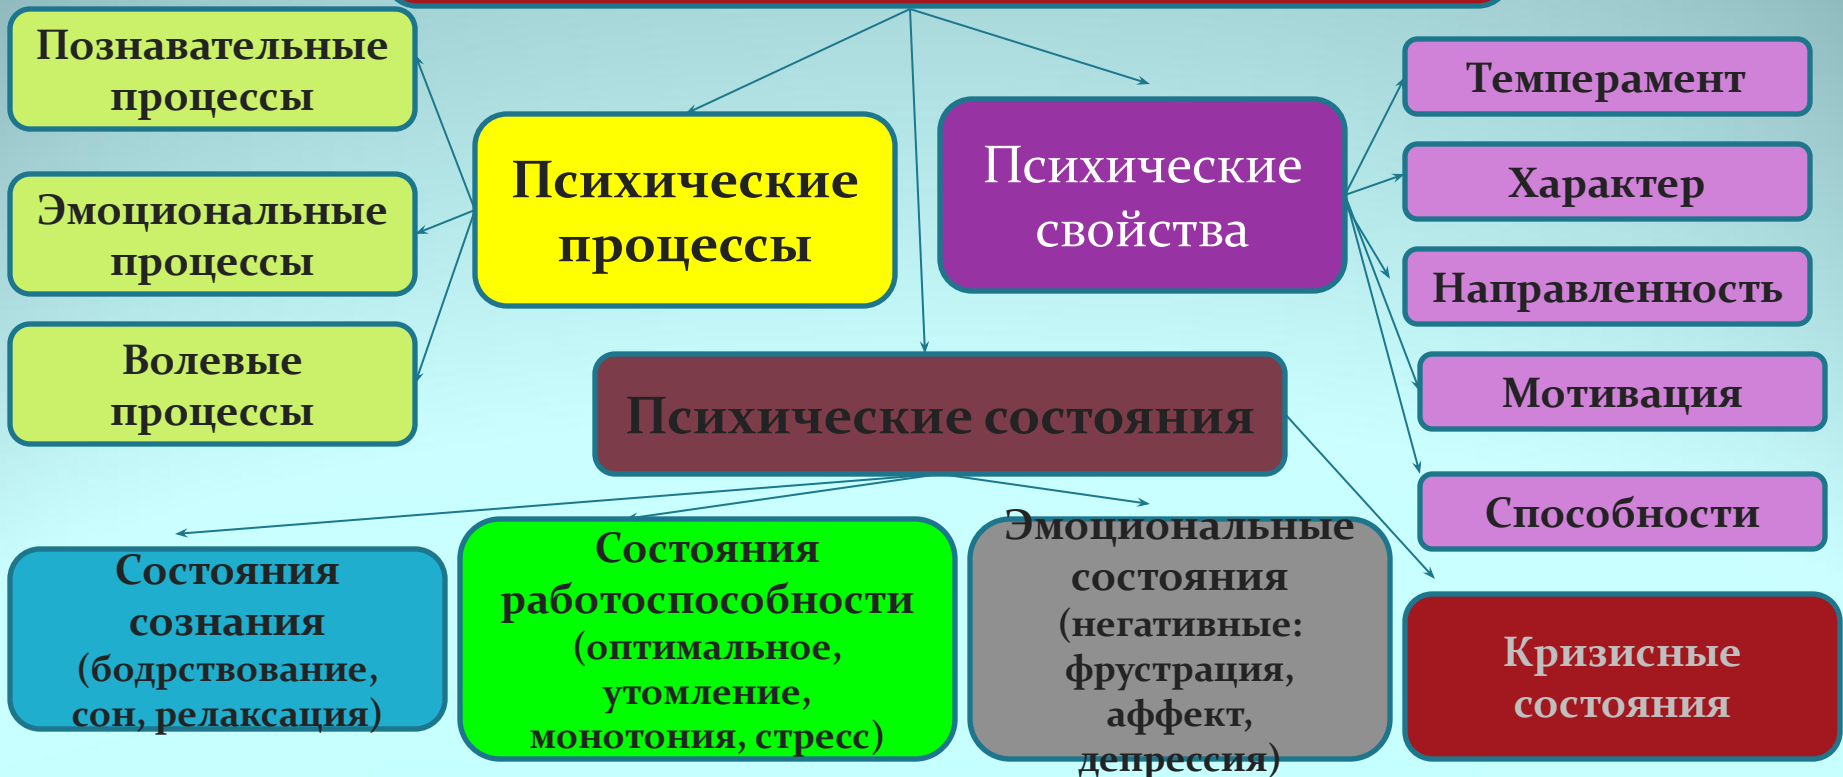 Познавательные
процессы
Эмоциональные
процессы
Волевые
процессы
Психические
процессы
Психические
свойства
Темперамент
Характер
Направленность
Мотивация
Способности
Психические состояния
Состояния
сознания
(бодрствование,
сон, релаксация)
Состояния
работоспособности
(оптимальное,
утомление,
монотония, стресс)
Эмоциональные
состояния
(негативные:
фрустрация,
аффект,
депрессия)
Кризисные
состояния